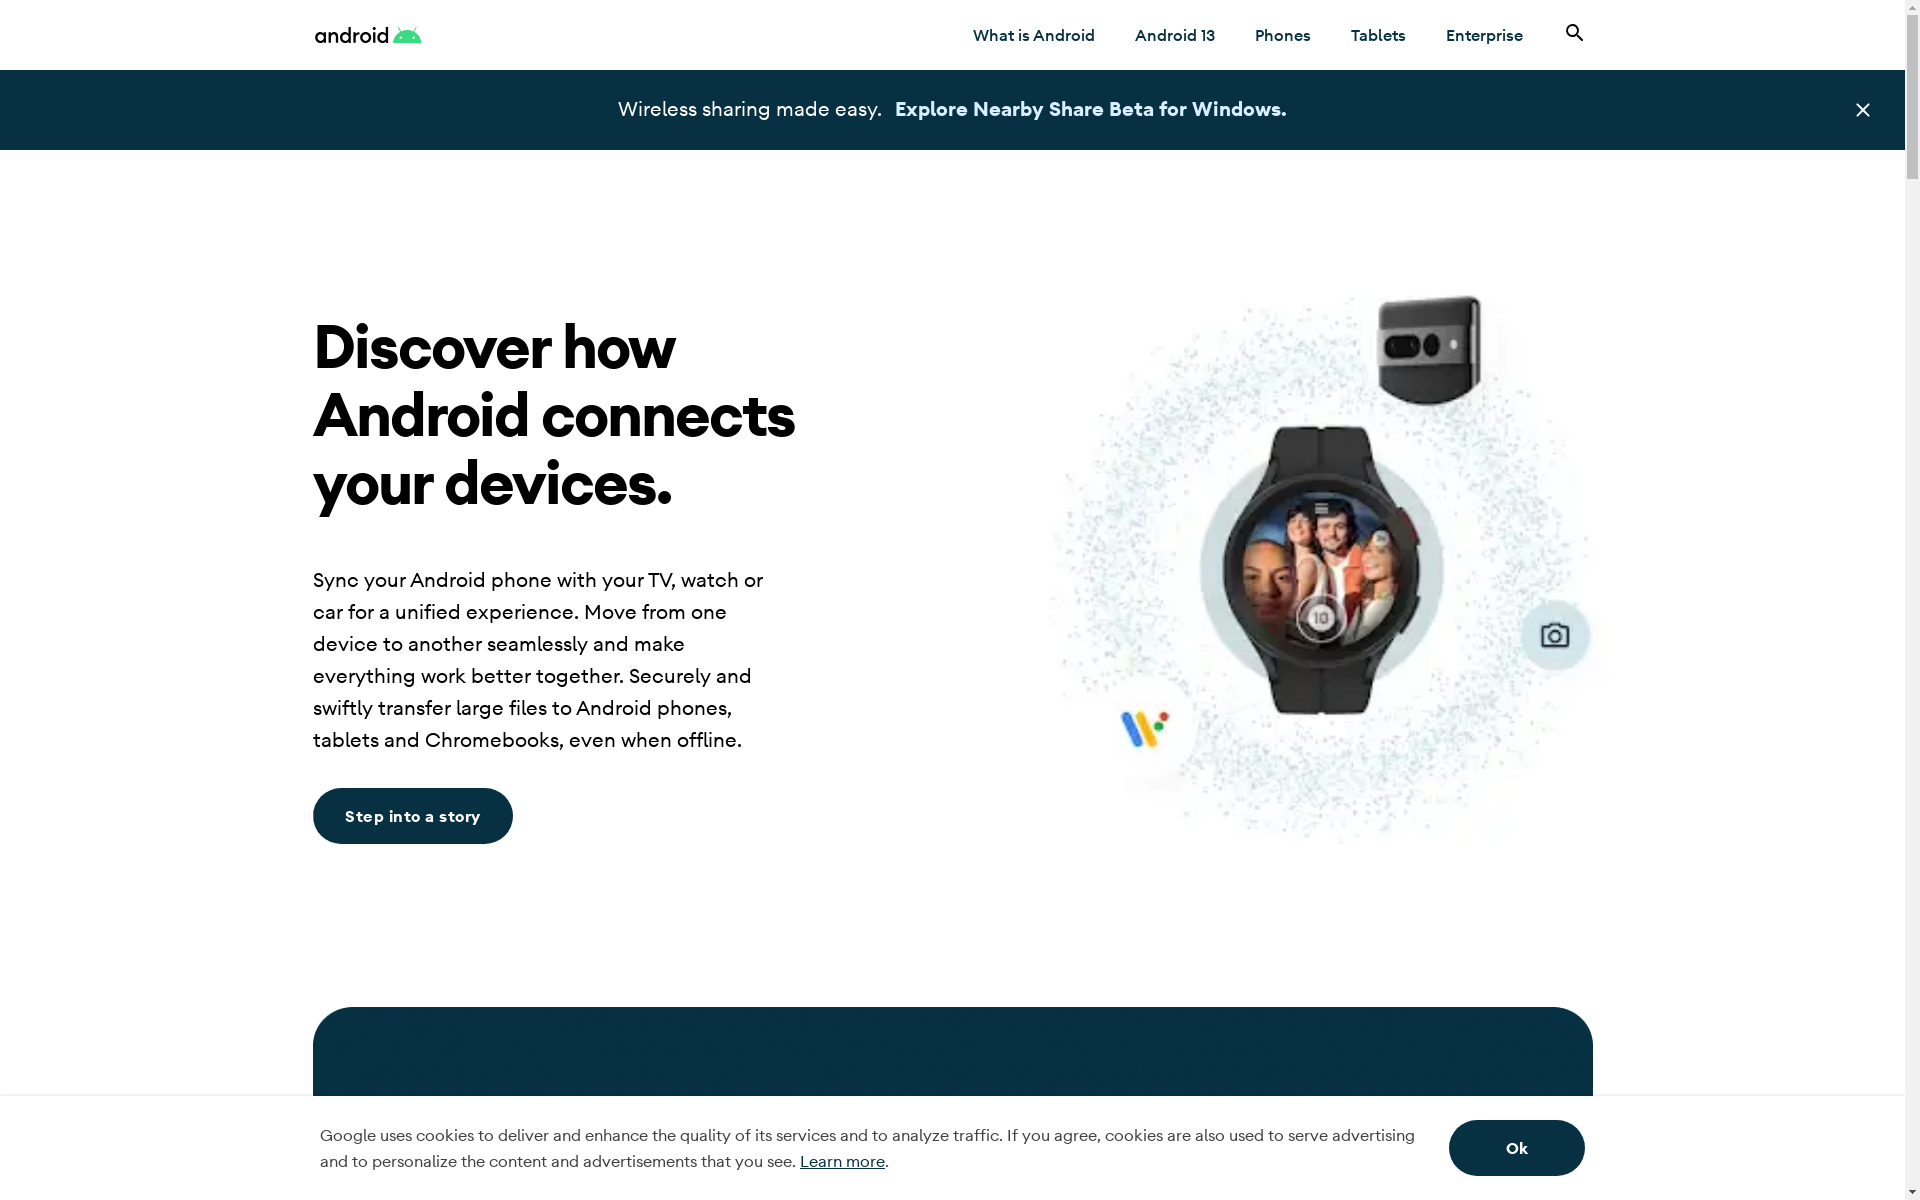 android
What is Android
Android 13
Phones
Tablets
Enterprise
Wireless sharing made easy. Explore Nearby Share Beta for Windows.
Discover how
Android connects
your devices.
10
Sync your Android phone with your TV, watch or
car for a unified experience. Move from one
device to another seamlessly and make
everything work better together. Securely and
swiftly transfer large files to Android phones,
tablets and Chromebooks, even when offline.
Step into a story
Google uses cookies to deliver and enhance the quality of its services and to analyze traffic. If you agree, cookies are also used to serve advertising
and to personalize the content and advertisements that you see. Learn more.
Ok